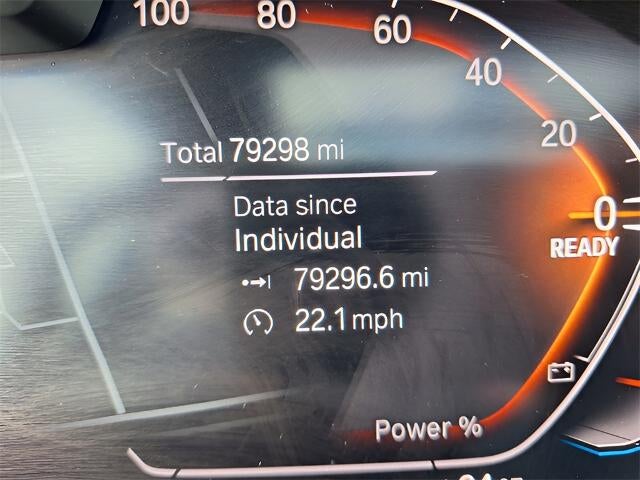 100 80 60 40 20 0
READY
Total 79298 mi
Data since
Individual
79296.6 mi
22.1 mph
Power %